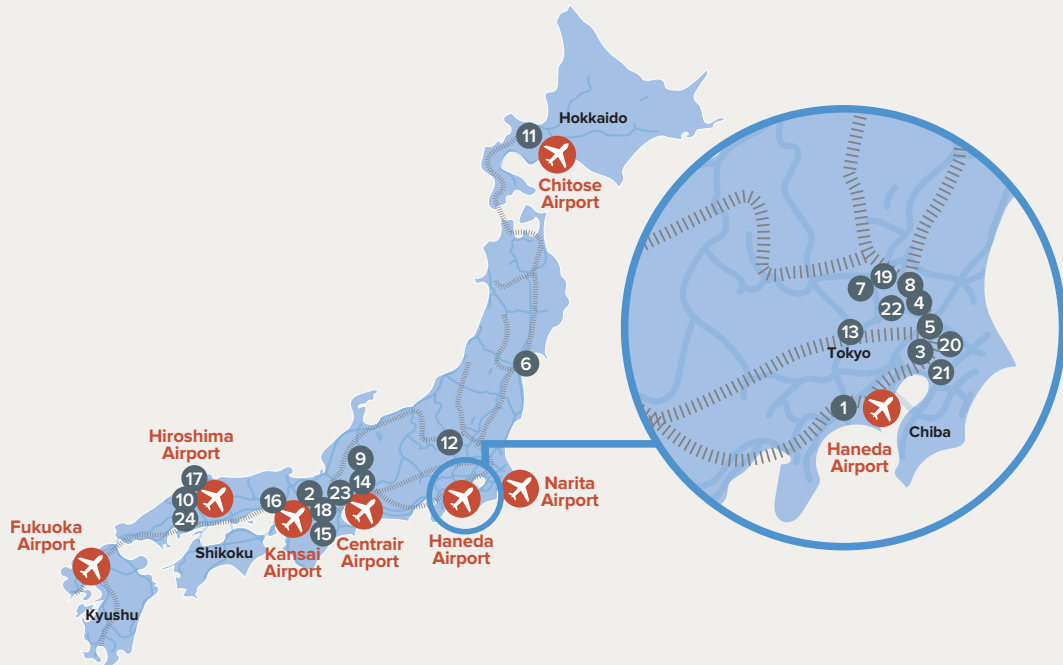 Hokkaido
11
Chitose
Airport
6
12
Hiroshima
Airport
17
10
24
9
14
23
2
16
18
15
Fukuoka
Airport
Shikoku
Kansai
Airport
Centrair
Airport
Haneda
Airport
Narita
Airport
Kyushu
19
7
8
22
4
13
5
Tokyo
3
20
21
1
Haneda
Airport
Chiba